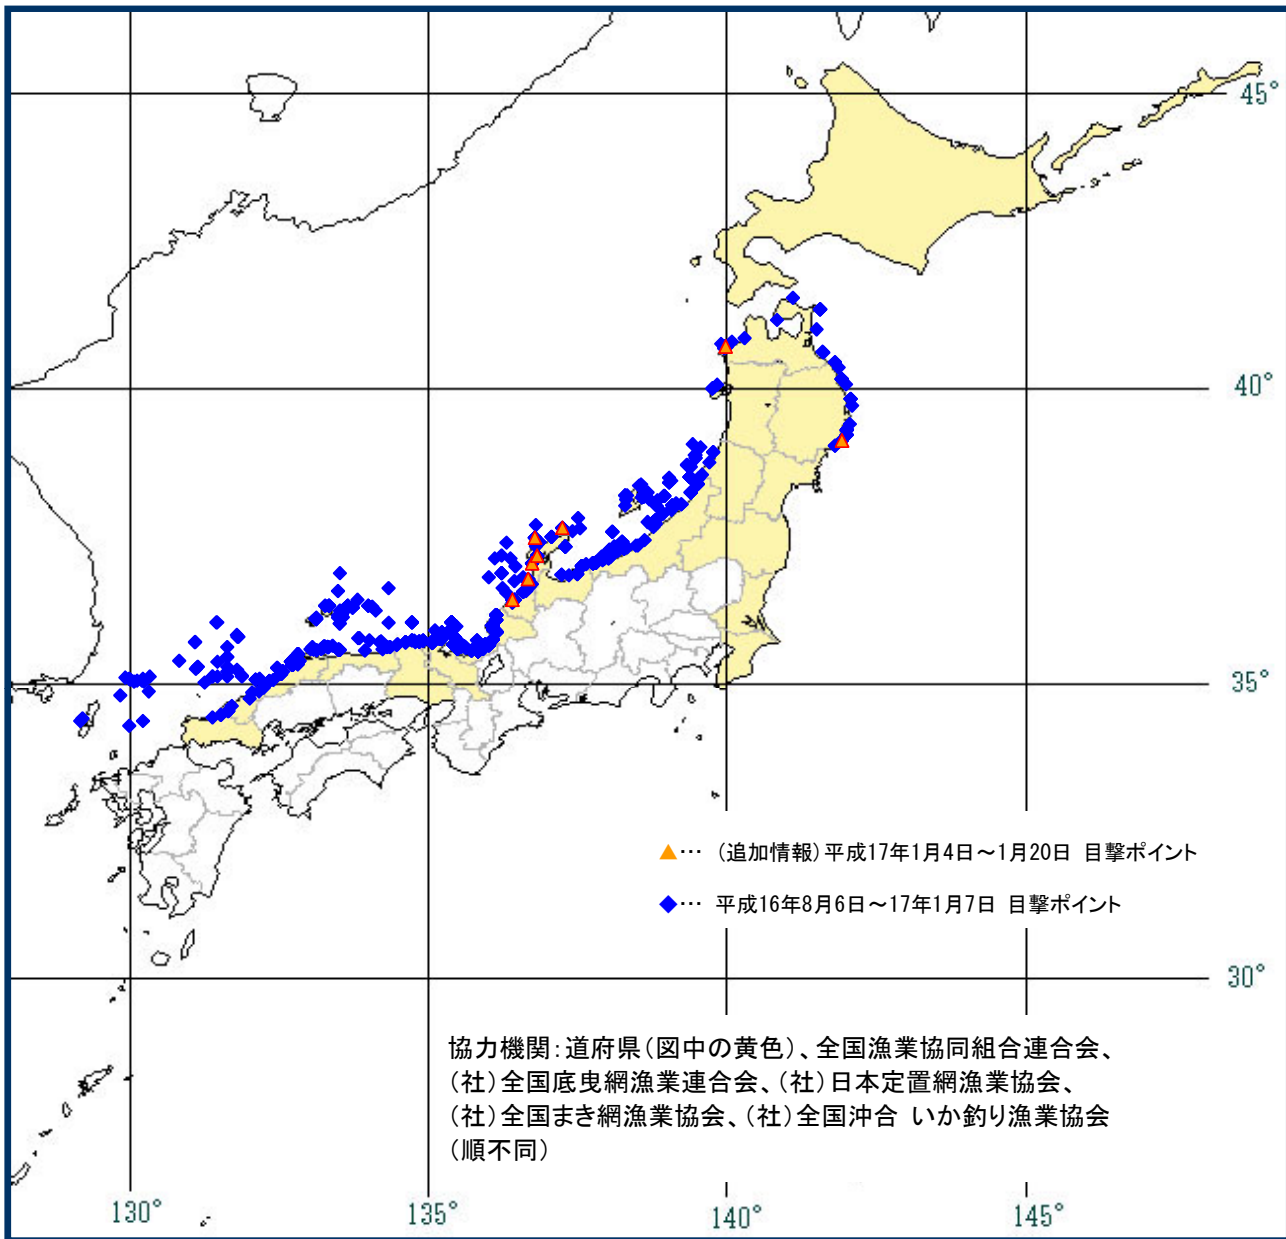 45°
40°
35°
▲… (追加情報)平成17年1月4日～1月20日 目撃ポイント
◆… 平成16年8月6日～17年1月7日 目撃ポイント
30°
協力機関：道府県(図中の黄色)、全国漁業協同組合連合会、
(社)全国底曳網漁業連合会、(社)日本定置網漁業協会、
(社)全国まき網漁業協会、(社)全国沖合 いか釣り漁業協会
(順不同)
130° 135° 140° 145°